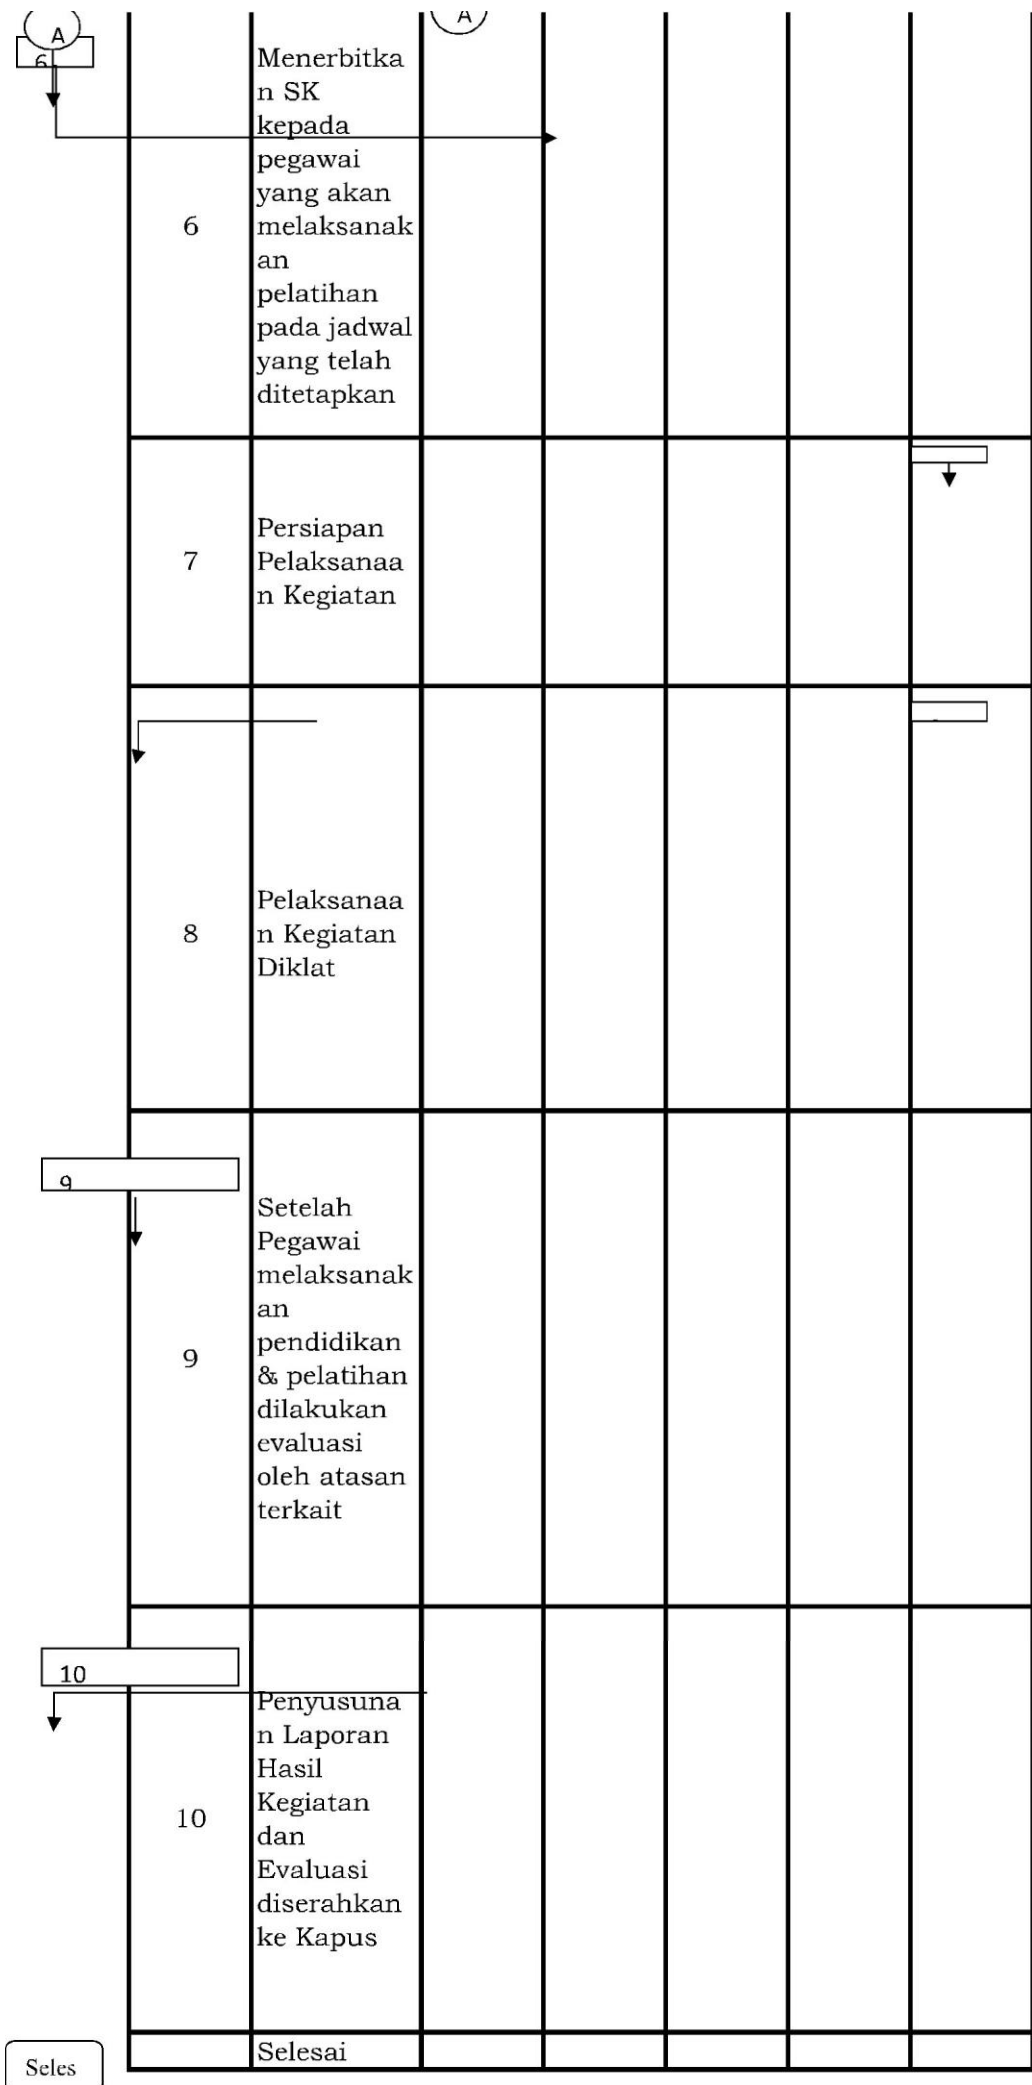 A
A
6
Menerbitka
n SK
kepada
pegawai
yang akan
6
melaksanak
an
pelatihan
pada jadwal
yang telah
ditetapkan
Persiapan
7
Pelaksanaa
n Kegiatan
Pelaksanaa
8
n Kegiatan
Diklat
9
Setelah
Pegawai
melaksanak
an
pendidikan
9
& pelatihan
dilakukan
evaluasi
oleh atasan
terkait
10
Penyusuna
n Laporan
Hasil
Kegiatan
10
dan
Evaluasi
diserahkan
ke Kapus
Selesai
Seles